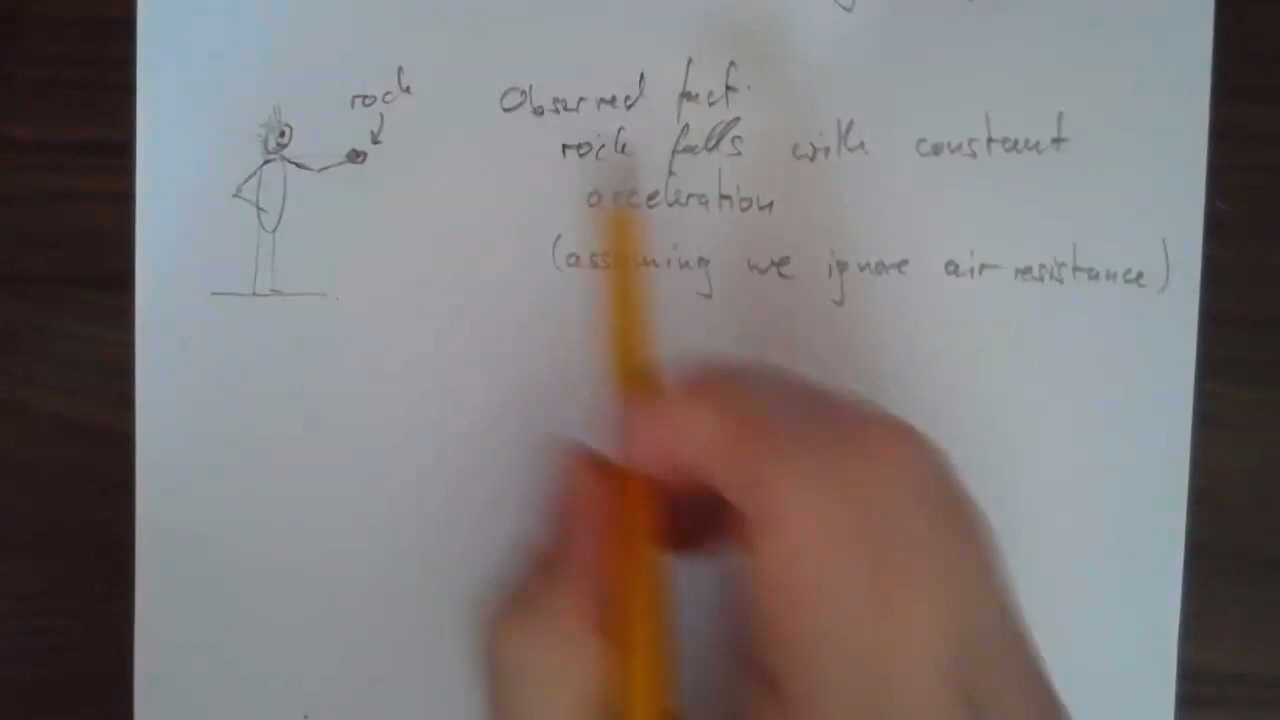 rock
Observed fact.
rock falls with constant
acceleration
(assuming we ignore air resistance)